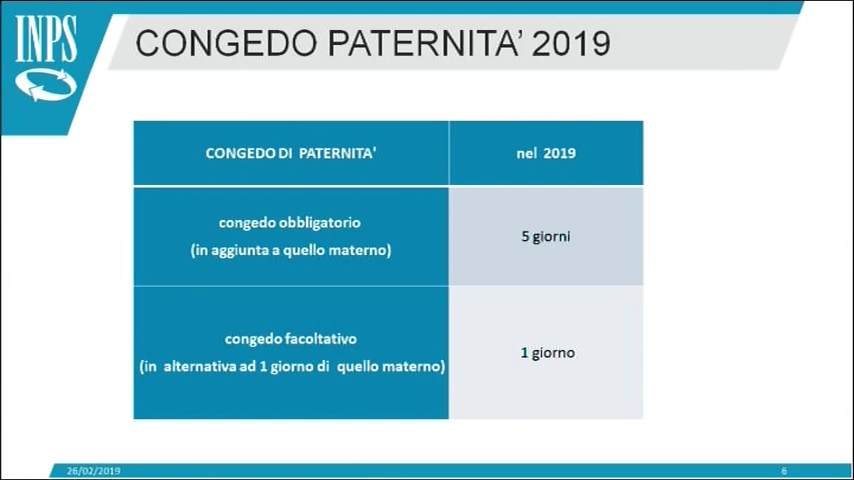 INPS
CONGEDO PATERNITA’ 2019
CONGEDO DI PATERNITA'
nel 2019
congedo obbligatorio
(in aggiunta a quello materno)
5 giorni
congedo facoltativo
(in alternativa ad 1 giorno di quello materno)
1 giorno
26/02/2019
6